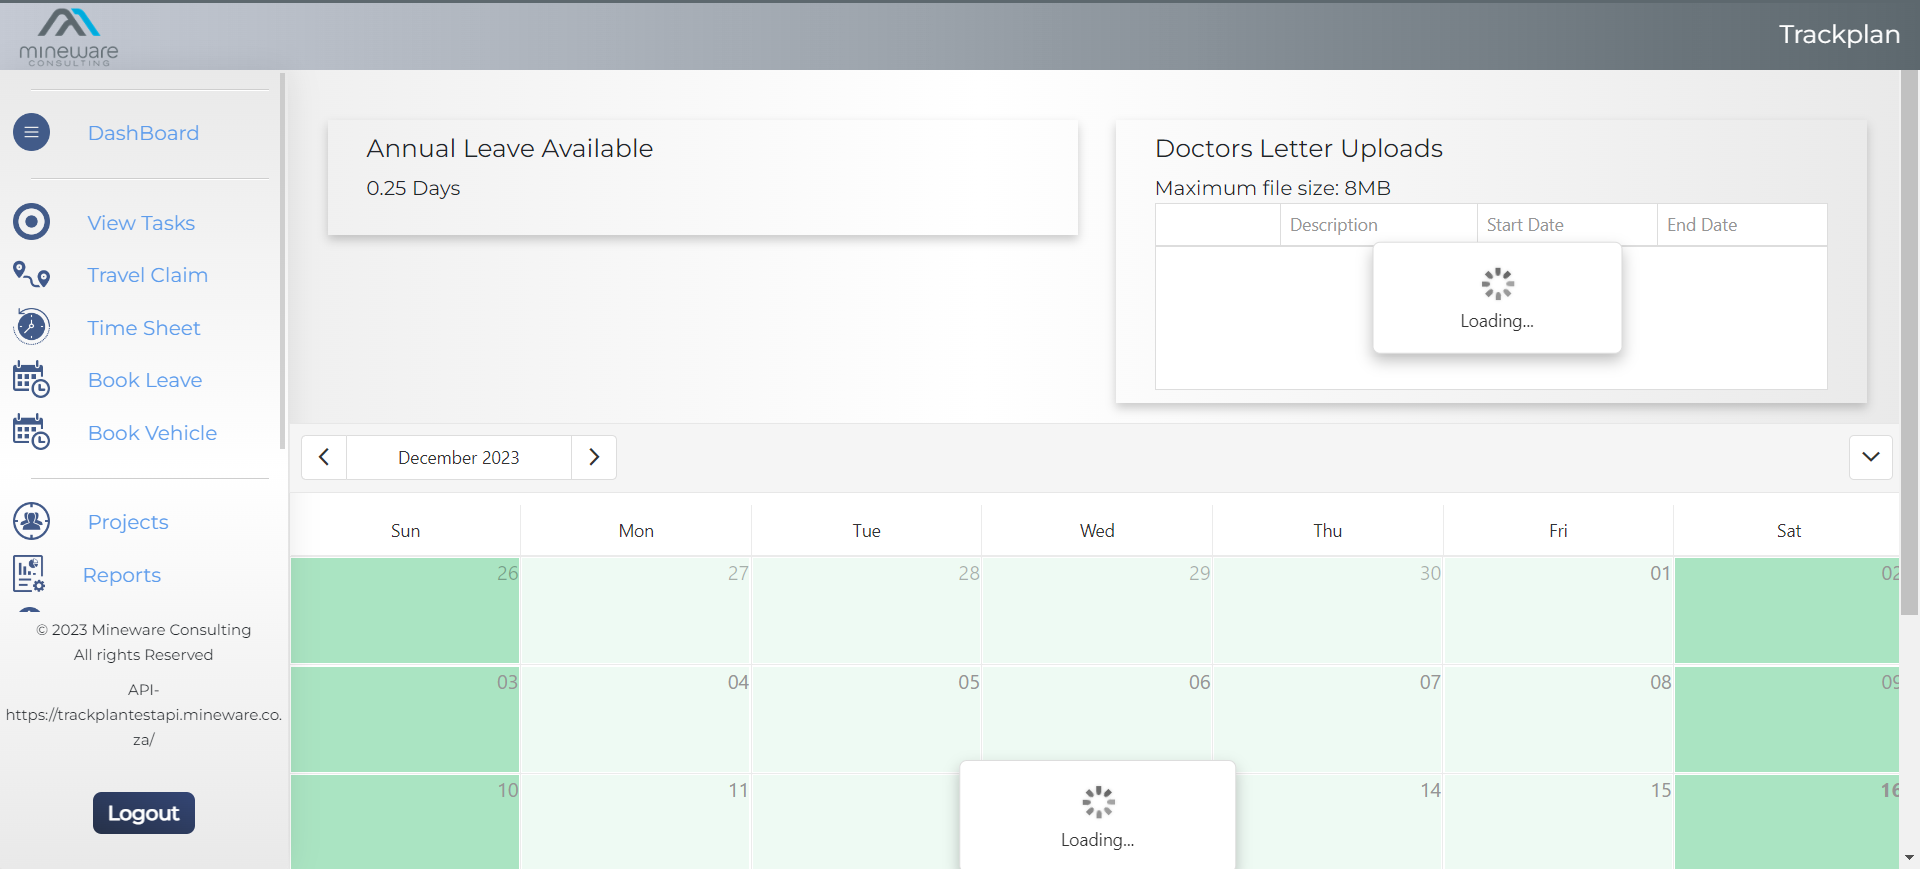 mineware
CONSULTING
Trackplan
DashBoard
View Tasks
Travel Claim
Time Sheet
Book Leave
Book Vehicle
Projects
Reports
© 2023 Mineware Consulting
All rights Reserved
API-
https://trackplantestapi.mineware.co.
za/
Logout
Annual Leave Available
0.25 Days
Doctors Letter Uploads
Maximum file size: 8MB
Description Start Date End Date
Loading...
December 2023
Sun Mon Tue Wed Thu Fri Sat
26 27 28 29 30 01 02
03 04 05 06 07 08 09
10 11 14 15 16
Loading...